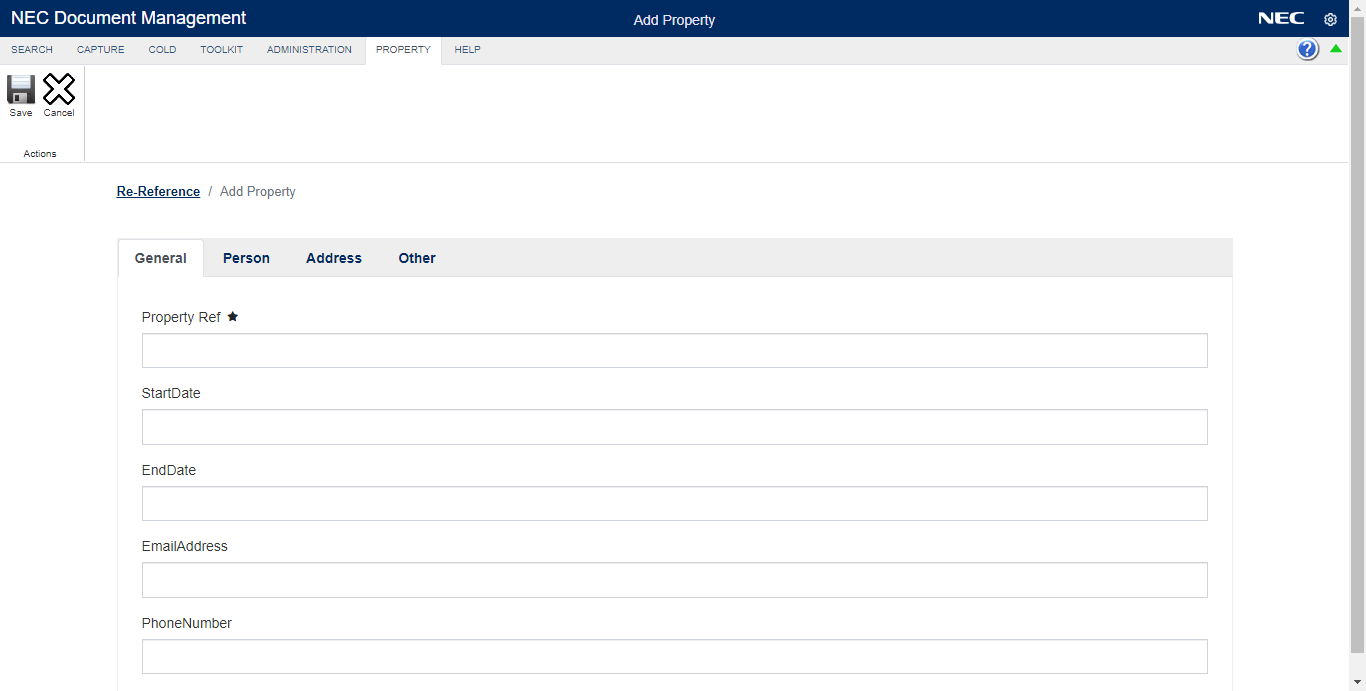 NEC Document Management
Add Property
NEC
SEARCH CAPTURE COLD TOOLKIT ADMINISTRATION PROPERTY HELP
?
Save Cancel
Actions
Re-Reference / Add Property
General Person Address Other
Property Ref ★
StartDate
EndDate
EmailAddress
PhoneNumber